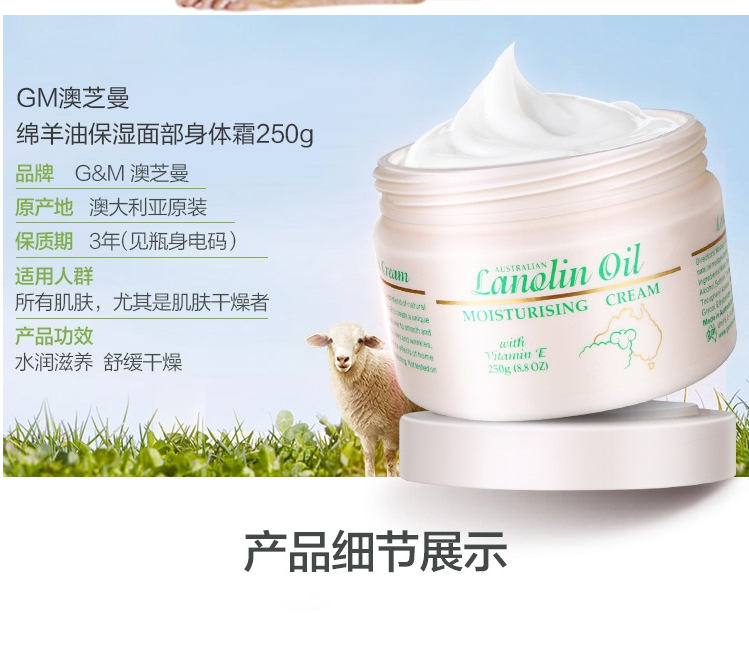 GM澳芝曼
绵羊油保湿面部身体霜250g
品牌 G&M 澳芝曼
原产地 澳大利亚原装
保质期 3年(见瓶身电码)
适用人群
所有肌肤，尤其是肌肤干燥者
产品功效
水润滋养 舒缓干燥
Cream
AUSTRALIAN
Lanolin Oil
MOISTURISING CREAM
with
Vitamin E
250g (8.8 OZ)
产品细节展示